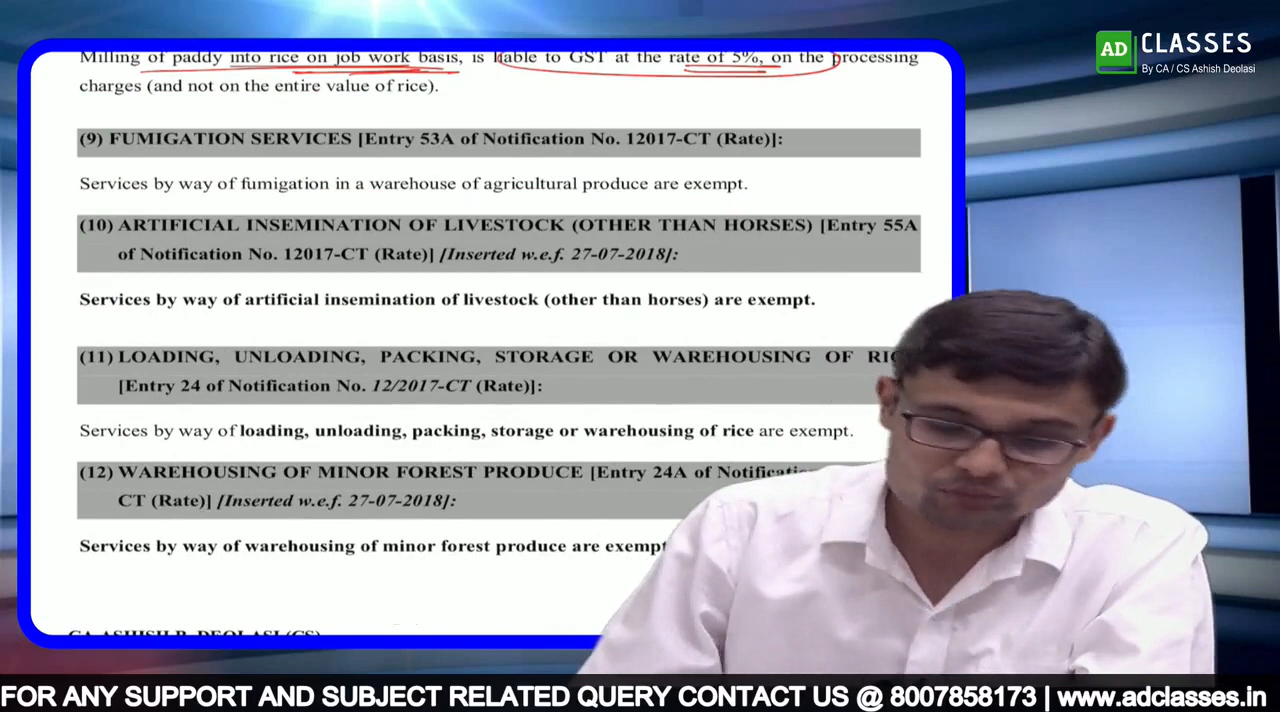 AD CLASSES
By CA / CS Ashish Deolasi
Milling of paddy into rice on job work basis, is liable to GST at the rate of 5%, on the processing
charges (and not on the entire value of rice).
(9) FUMIGATION SERVICES [Entry 53A of Notification No. 12017-CT (Rate)]:
Services by way of fumigation in a warehouse of agricultural produce are exempt.
(10) ARTIFICIAL INSEMINATION OF LIVESTOCK (OTHER THAN HORSES) [Entry 55A
of Notification No. 12017-CT (Rate)] [Inserted w.e.f. 27-07-2018]:
Services by way of artificial insemination of livestock (other than horses) are exempt.
(11) LOADING, UNLOADING, PACKING, STORAGE OR WAREHOUSING OF
[Entry 24 of Notification No. 12/2017-CT (Rate)]:
Services by way of loading, unloading, packing, storage or warehousing of rice are exempt.
(12) WAREHOUSING OF MINOR FOREST PRODUCE [Entry 24A of
CT (Rate)] [Inserted w.e.f. 27-07-2018]:
Services by way of warehousing of minor forest produce are exempt
FOR ANY SUPPORT AND SUBJECT RELATED QUERY CONTACT US @ 8007858173 | www.adclasses.in